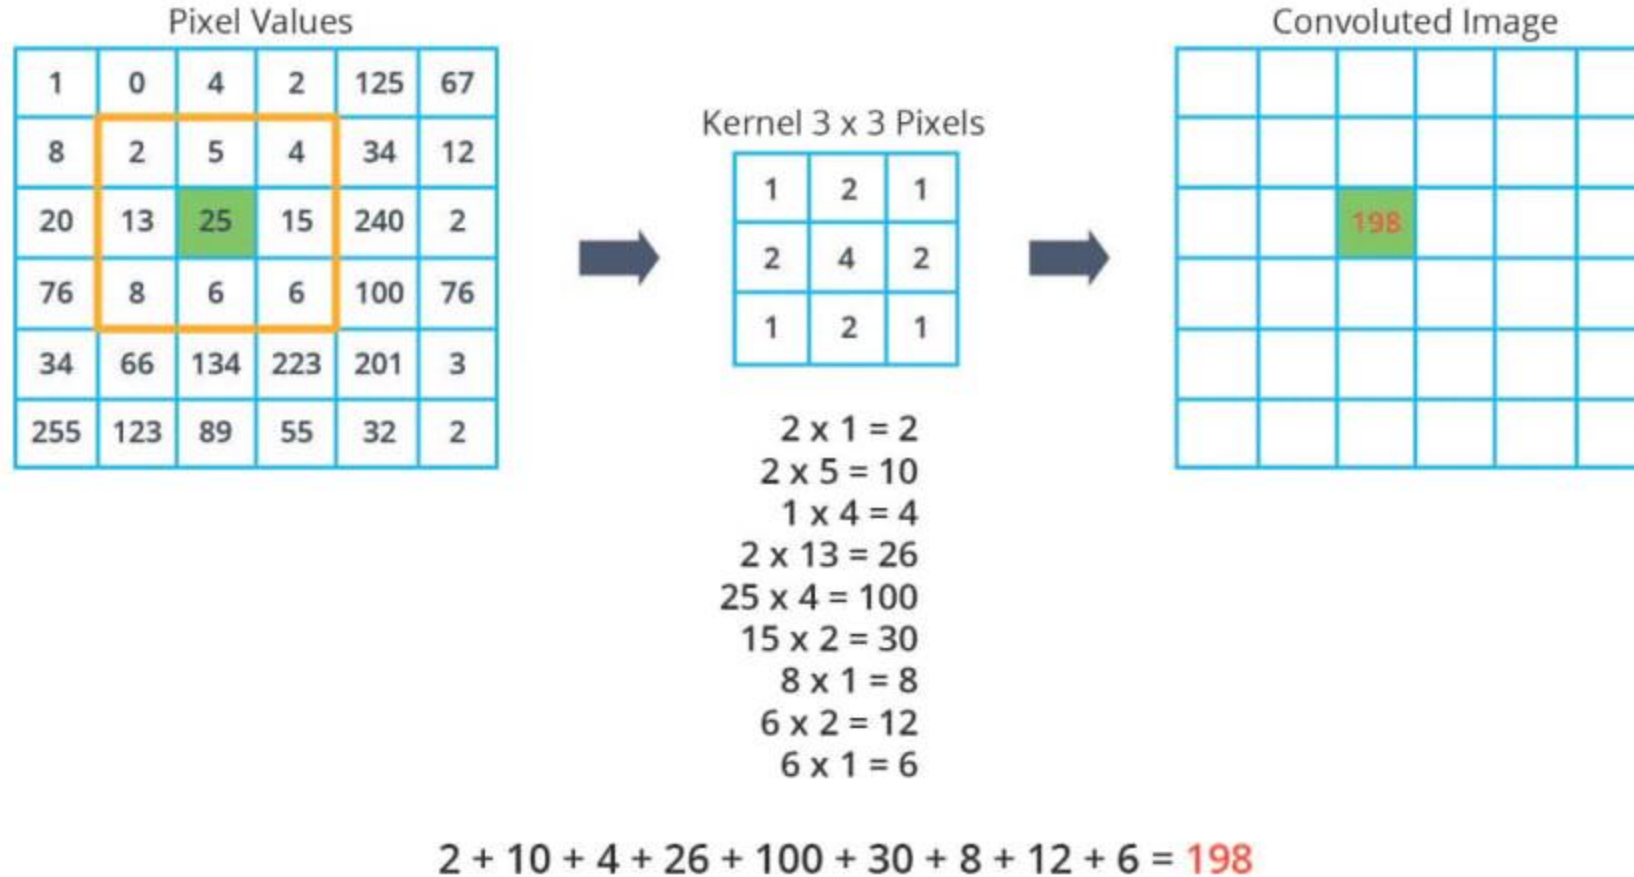 Pixel Values
1 0 4 2 125 67
8 2 5 4 34 12
20 13 25 15 240 2
76 8 6 6 100 76
34 66 134 223 201 3
255 123 89 55 32 2
Kernel 3 x 3 Pixels
1 2 1
2 4 2
1 2 1
2 x 1 = 2
2 x 5 = 10
1 x 4 = 4
2 x 13 = 26
25 x 4 = 100
15 x 2 = 30
8 x 1 = 8
6 x 2 = 12
6 x 1 = 6
Convoluted Image
198
2 + 10 + 4 + 26 + 100 + 30 + 8 + 12 + 6 = 198